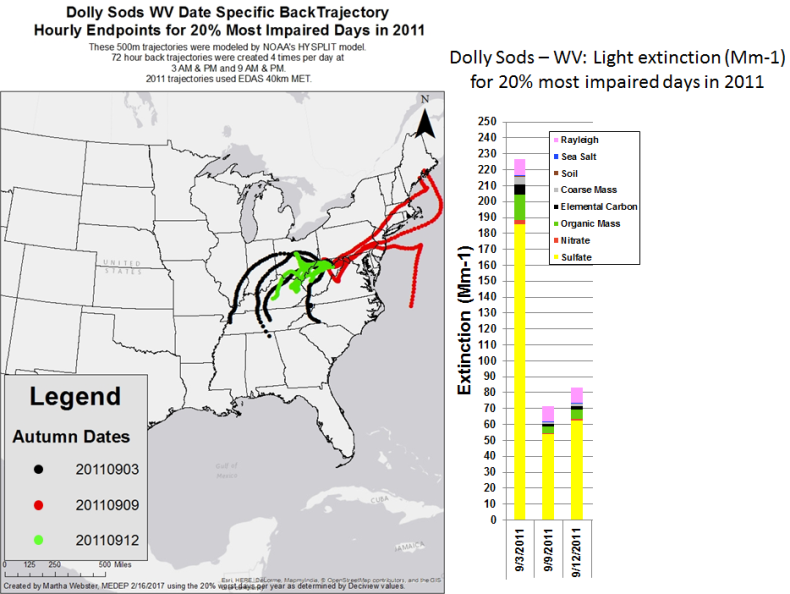 Dolly Sods WV Date Specific BackTrajectory
Hourly Endpoints for 20% Most Impaired Days in 2011
These 500m trajectories were modeled by NOAA's HYSPLIT model.
72 hour back trajectories were created 4 times per day at
3 AM & PM and 9 AM & PM.
2011 trajectories used EDAS 40km MET.
N
UNITED
STATES
Gulf of
Mexico
CUBA
JAMAICA
Legend
Autumn Dates
20110903
20110909
20110912
0 125 250 500 Miles
Esri, HERE, DeLorme, MapmyIndia, © OpenStreetMap contributors, and the GIS
Created by Martha Webster, MEDEP 2/16/2017 using the 20% worst days per year as determined by Deciview values.
Dolly Sods – WV: Light extinction (Mm-1)
for 20% most impaired days in 2011
Extinction (Mm-1)
250
240
230
220
210
200
190
180
170
160
150
140
130
120
110
100
90
80
70
60
50
40
30
20
10
0
Rayleigh
Sea Salt
Soil
Coarse Mass
Elemental Carbon
Organic Mass
Nitrate
Sulfate
9/3/2011
9/9/2011
9/12/2011